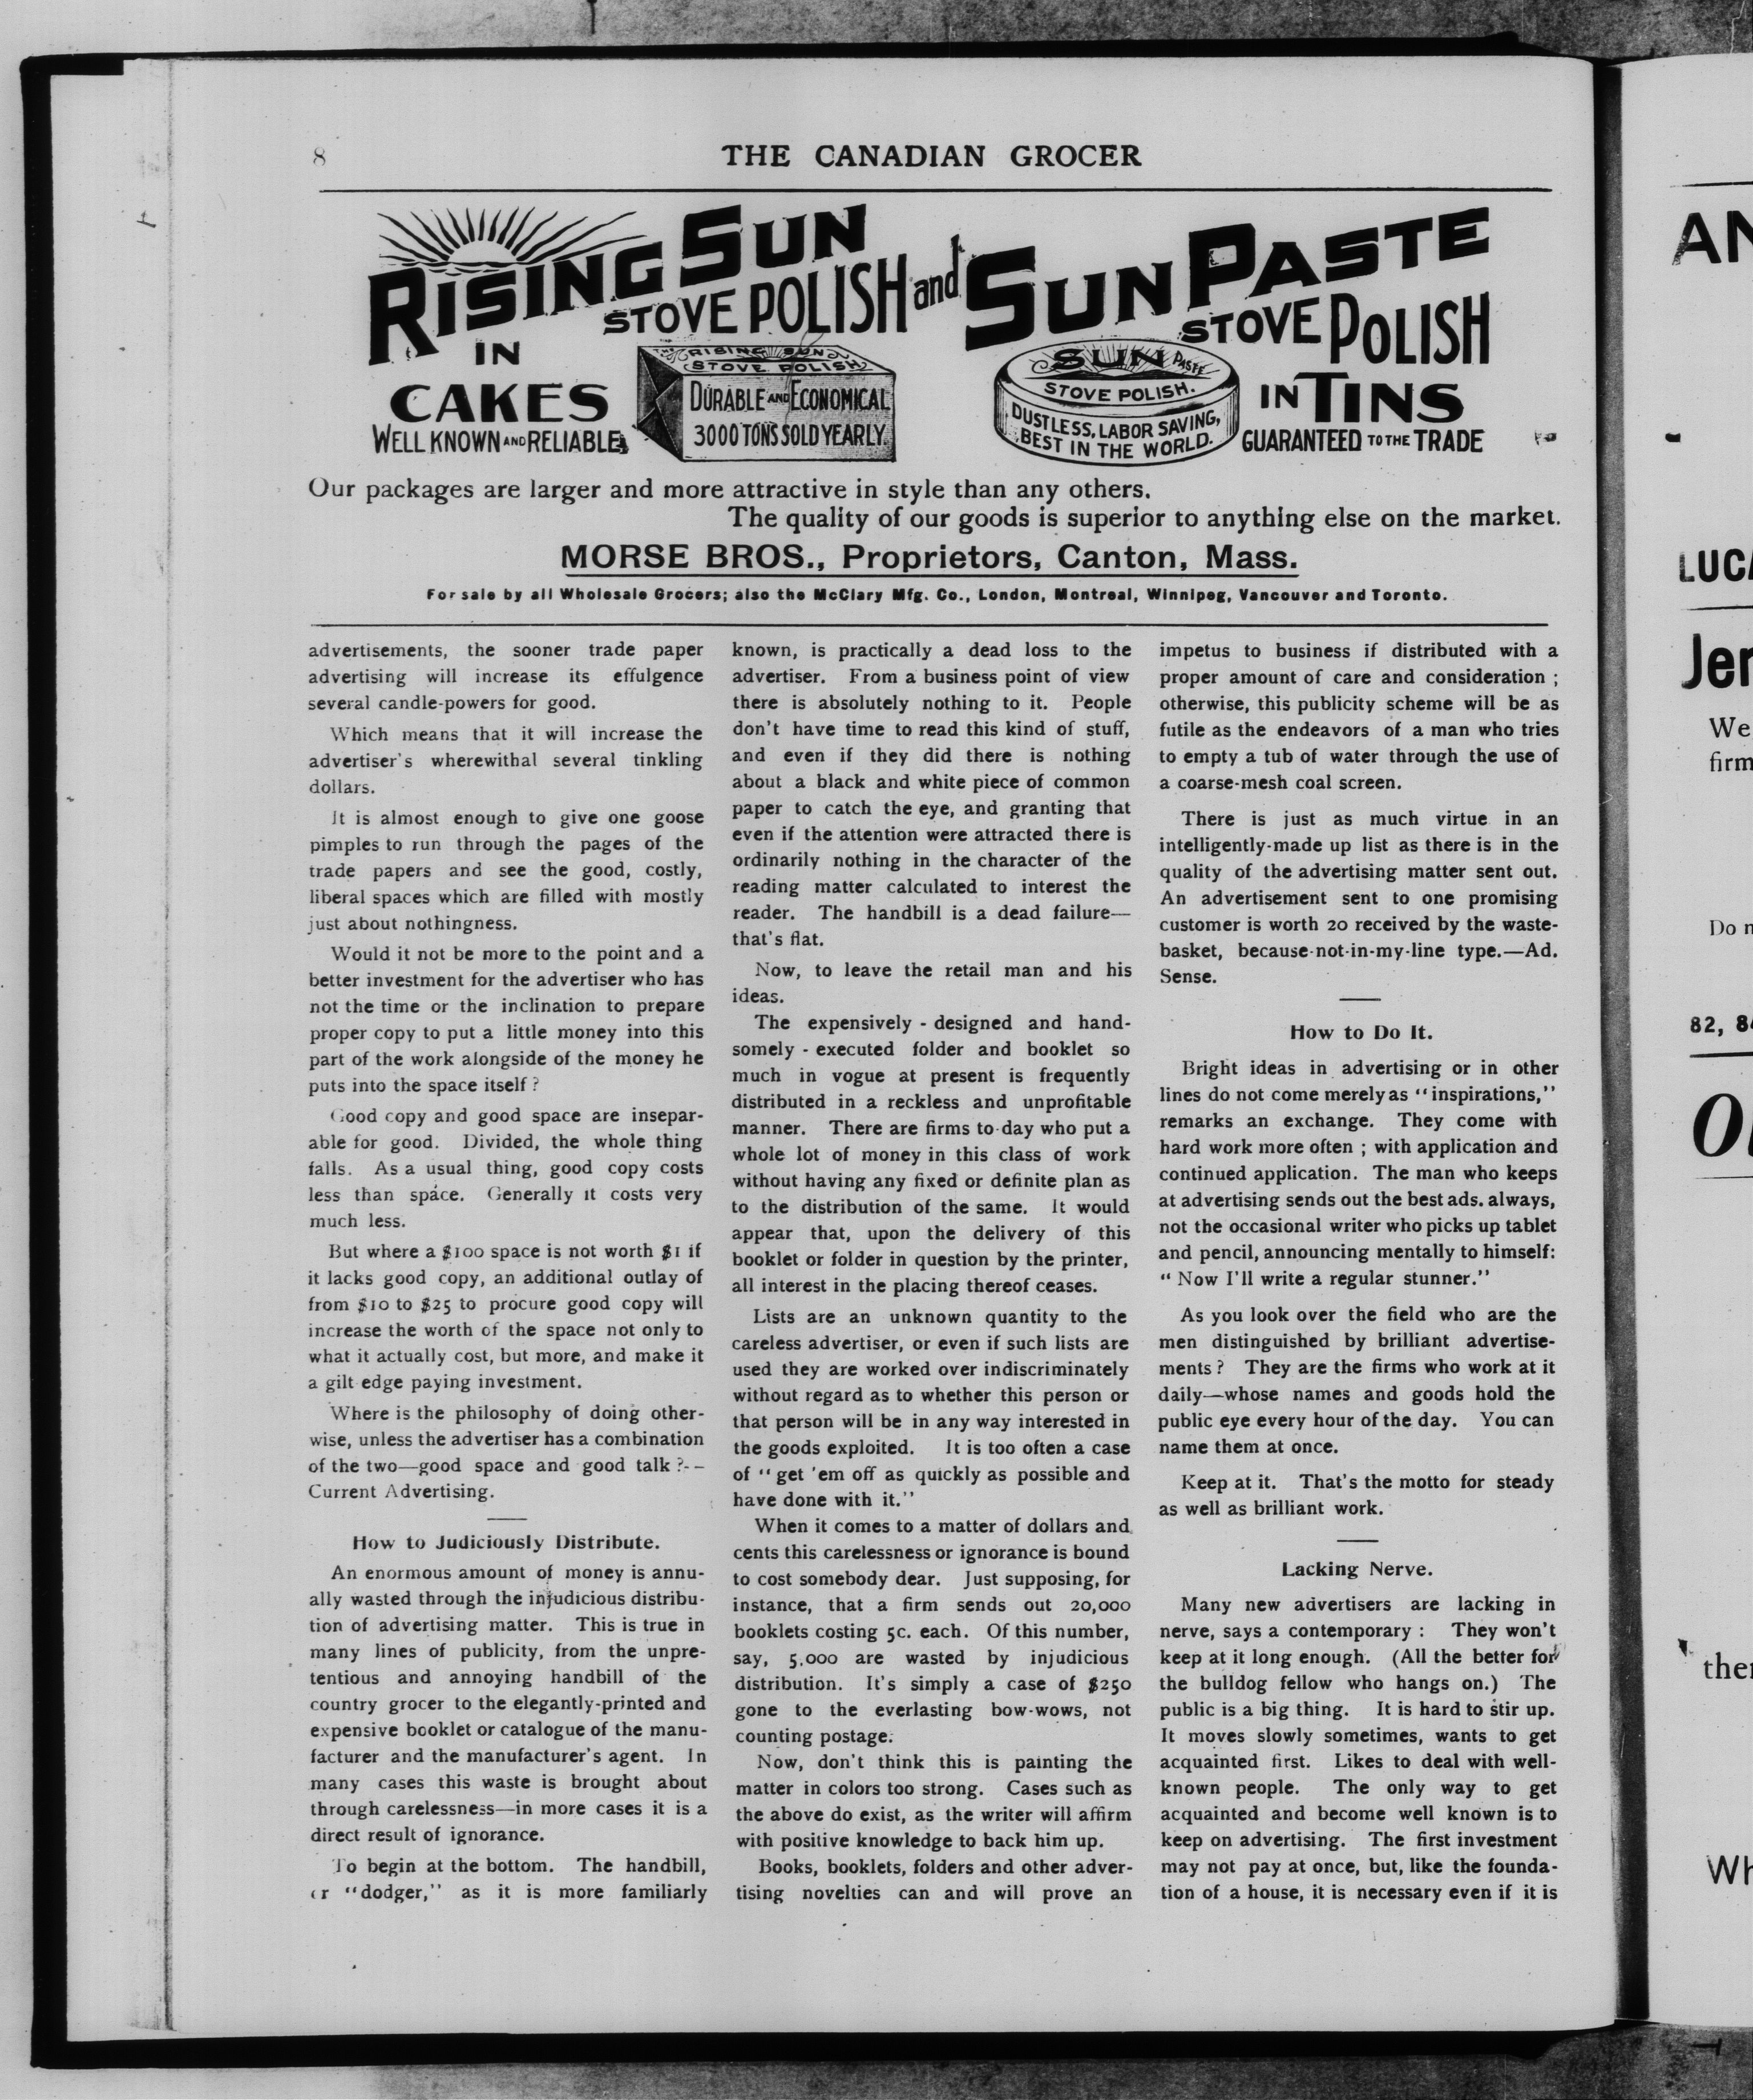 8
THE CANADIAN GROCER
RISING SUN
STOVE POLISH and SUN PASTE
STOVE POLISH
IN
CAKES
WELL KNOWN AND RELIABLE
THE RISING SUN
STOVE POLISH
DURABLE AND ECONOMICAL
3000 TONS SOLD YEARLY.
SUN PASTE
STOVE POLISH.
DUSTLESS, LABOR SAVING,
BEST IN THE WORLD.
IN TINS
GUARANTEED TO THE TRADE
Our packages are larger and more attractive in style than any others.
The quality of our goods is superior to anything else on the market.
MORSE BROS., Proprietors, Canton, Mass.
For sale by all Wholesale Grocers; also the McClary Mfg. Co., London, Montreal, Winnipeg, Vancouver and Toronto.
advertisements, the sooner trade paper
advertising will increase its effulgence
several candle-powers for good.
Which means that it will increase the
advertiser's wherewithal several tinkling
dollars.
It is almost enough to give one goose
pimples to run through the pages of the
trade papers and see the good, costly,
liberal spaces which are filled with mostly
just about nothingness.
Would it not be more to the point and a
better investment for the advertiser who has
not the time or the inclination to prepare
proper copy to put a little money into this
part of the work alongside of the money he
puts into the space itself?
Good copy and good space are insepar-
able for good. Divided, the whole thing
falls. As a usual thing, good copy costs
less than space. Generally it costs very
much less.
But where a $100 space is not worth $1 if
it lacks good copy, an additional outlay of
from $10 to $25 to procure good copy will
increase the worth of the space not only to
what it actually cost, but more, and make it
a gilt edge paying investment.
Where is the philosophy of doing other-
wise, unless the advertiser has a combination
of the two—good space and good talk?--
Current Advertising.
How to Judiciously Distribute.
An enormous amount of money is annu-
ally wasted through the injudicious distribu-
tion of advertising matter. This is true in
many lines of publicity, from the unpre-
tentious and annoying handbill of the
country grocer to the elegantly-printed and
expensive booklet or catalogue of the manu-
facturer and the manufacturer's agent. In
many cases this waste is brought about
through carelessness—in more cases it is a
direct result of ignorance.
To begin at the bottom. The handbill,
or "dodger," as it is more familiarly
known, is practically a dead loss to the
advertiser. From a business point of view
there is absolutely nothing to it. People
don't have time to read this kind of stuff,
and even if they did there is nothing
about a black and white piece of common
paper to catch the eye, and granting that
even if the attention were attracted there is
ordinarily nothing in the character of the
reading matter calculated to interest the
reader. The handbill is a dead failure—
that's flat.
Now, to leave the retail man and his
ideas.
The expensively - designed and hand-
somely - executed folder and booklet so
much in vogue at present is frequently
distributed in a reckless and unprofitable
manner. There are firms to-day who put a
whole lot of money in this class of work
without having any fixed or definite plan as
to the distribution of the same. It would
appear that, upon the delivery of this
booklet or folder in question by the printer,
all interest in the placing thereof ceases.
Lists are an unknown quantity to the
careless advertiser, or even if such lists are
used they are worked over indiscriminately
without regard as to whether this person or
that person will be in any way interested in
the goods exploited. It is too often a case
of "get 'em off as quickly as possible and
have done with it."
When it comes to a matter of dollars and
cents this carelessness or ignorance is bound
to cost somebody dear. Just supposing, for
instance, that a firm sends out 20,000
booklets costing 5c. each. Of this number,
say, 5,000 are wasted by injudicious
distribution. It's simply a case of $250
gone to the everlasting bow-wows, not
counting postage.
Now, don't think this is painting the
matter in colors too strong. Cases such as
the above do exist, as the writer will affirm
with positive knowledge to back him up.
Books, booklets, folders and other adver-
tising novelties can and will prove an
impetus to business if distributed with a
proper amount of care and consideration ;
otherwise, this publicity scheme will be as
futile as the endeavors of a man who tries
to empty a tub of water through the use of
a coarse-mesh coal screen.
There is just as much virtue in an
intelligently-made up list as there is in the
quality of the advertising matter sent out.
An advertisement sent to one promising
customer is worth 20 received by the waste-
basket, because-not-in-my-line type.—Ad.
Sense.
How to Do It.
Bright ideas in advertising or in other
lines do not come merely as "inspirations,"
remarks an exchange. They come with
hard work more often ; with application and
continued application. The man who keeps
at advertising sends out the best ads. always,
not the occasional writer who picks up tablet
and pencil, announcing mentally to himself:
"Now I'll write a regular stunner."
As you look over the field who are the
men distinguished by brilliant advertise-
ments? They are the firms who work at it
daily—whose names and goods hold the
public eye every hour of the day. You can
name them at once.
Keep at it. That's the motto for steady
as well as brilliant work.
Lacking Nerve.
Many new advertisers are lacking in
nerve, says a contemporary : They won't
keep at it long enough. (All the better for
the bulldog fellow who hangs on.) The
public is a big thing. It is hard to stir up.
It moves slowly sometimes, wants to get
acquainted first. Likes to deal with well-
known people. The only way to get
acquainted and become well known is to
keep on advertising. The first investment
may not pay at once, but, like the founda-
tion of a house, it is necessary even if it is
AN
LUCA
Jer
We
firm
Do n
82, 8
Ol
ther
Wh